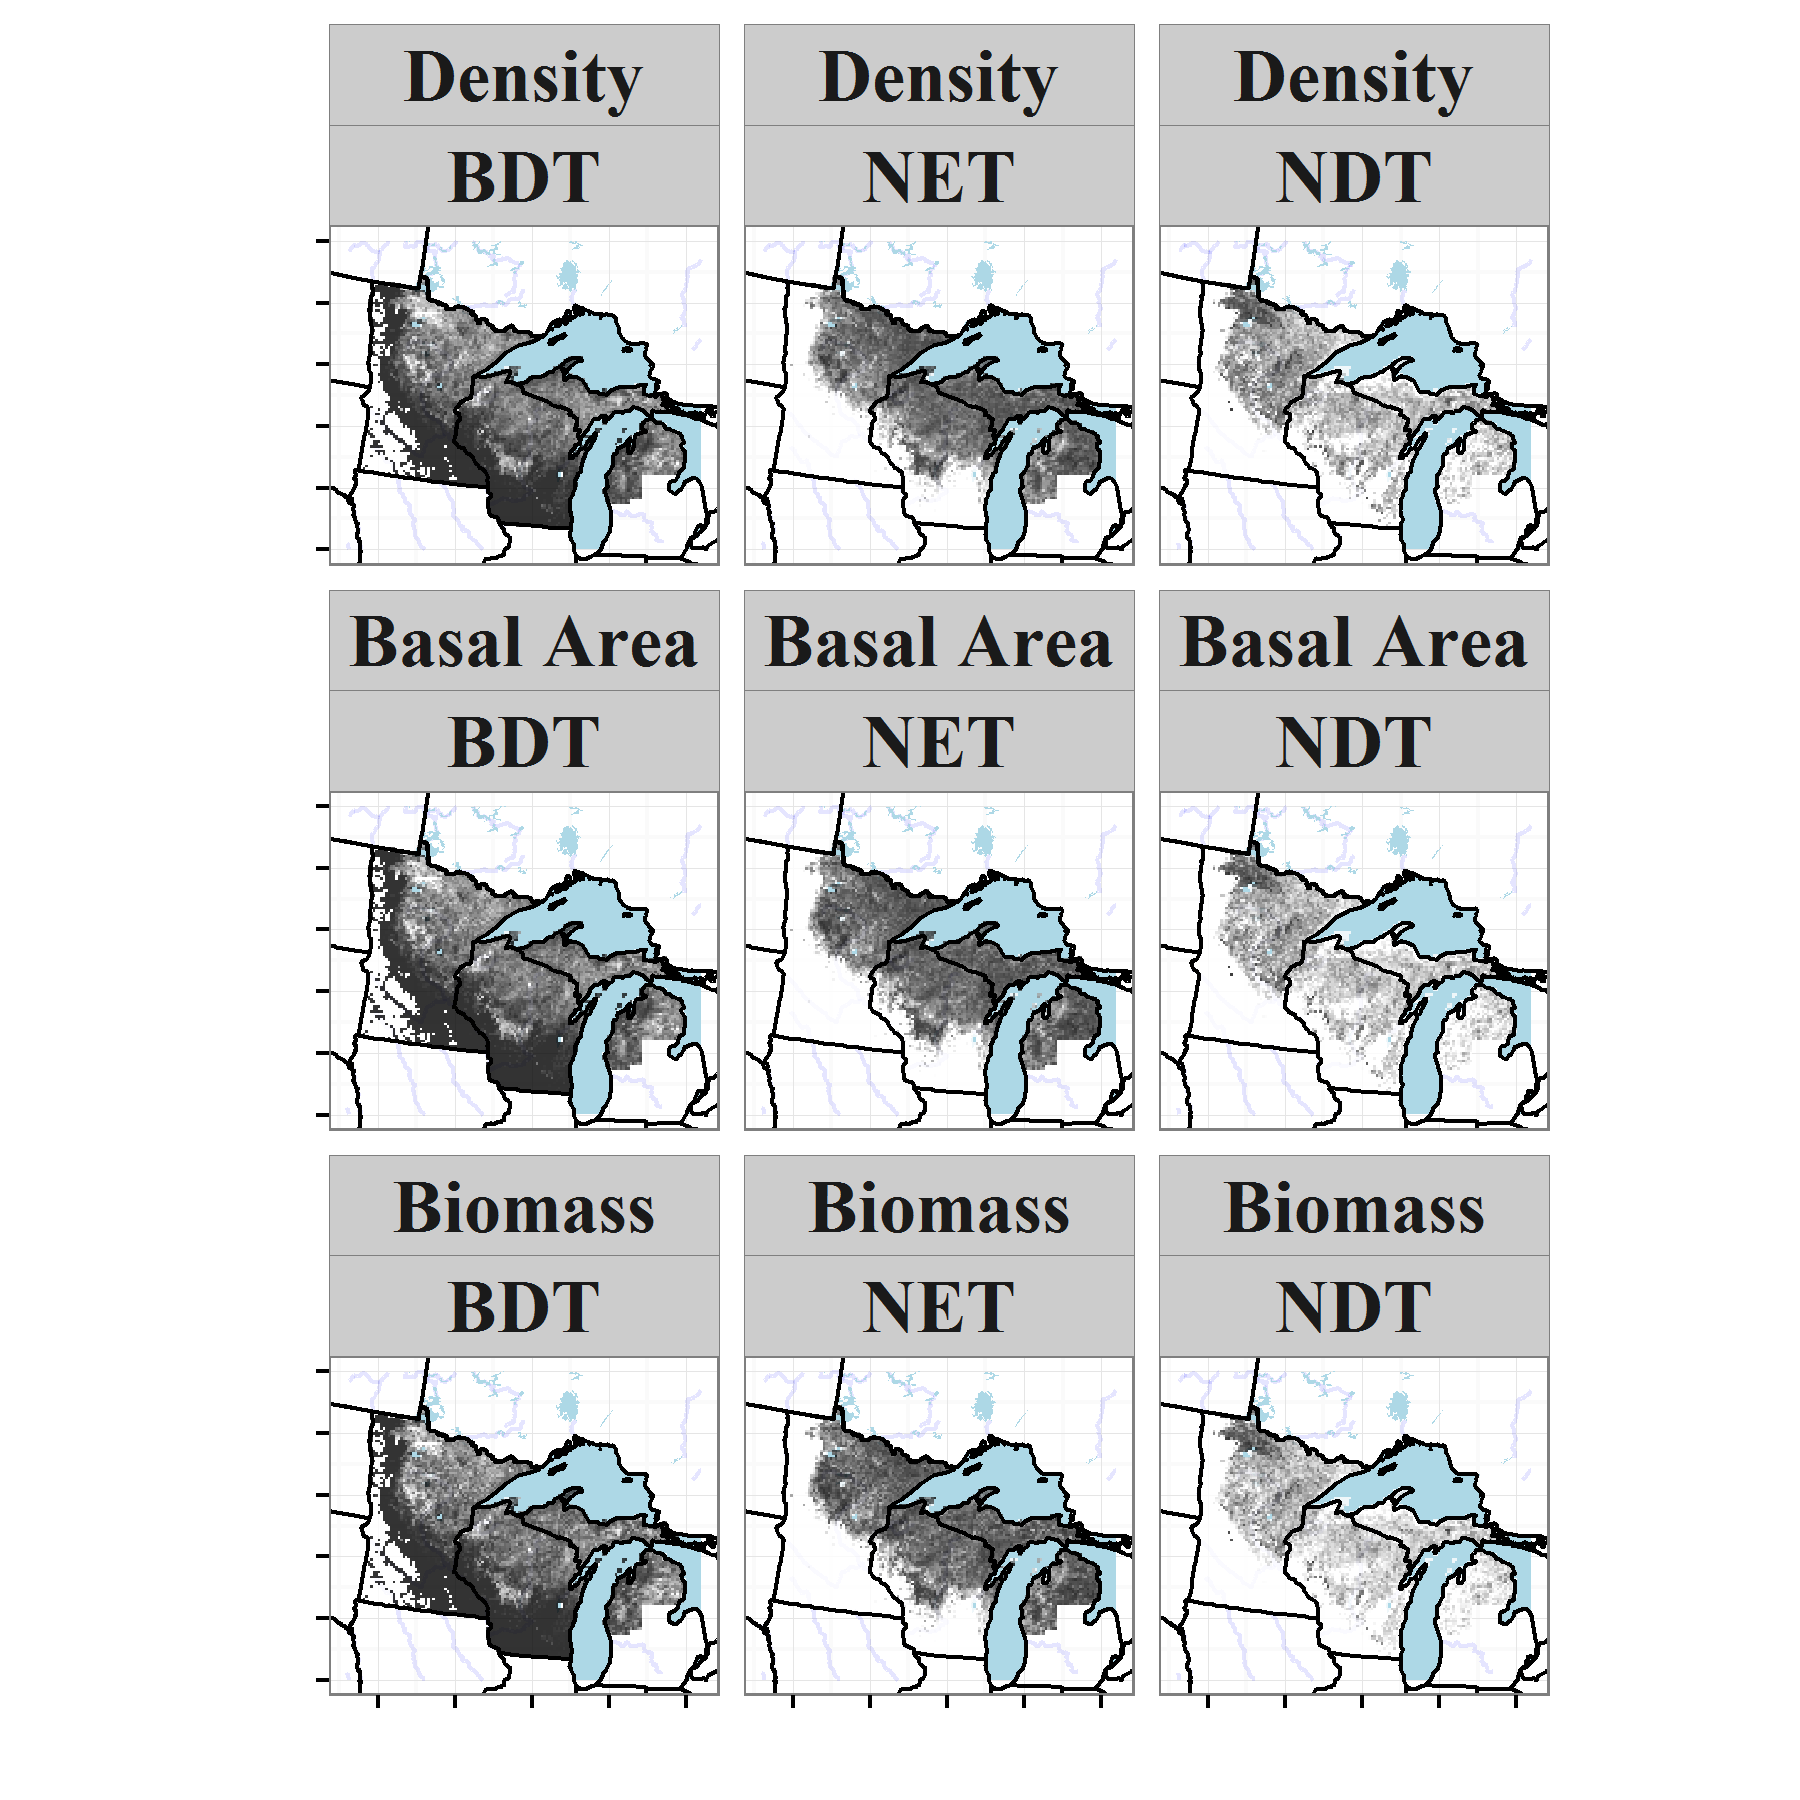 Density
Density
Density
BDT
NET
NDT
Basal Area
Basal Area
Basal Area
BDT
NET
NDT
Biomass
Biomass
Biomass
BDT
NET
NDT